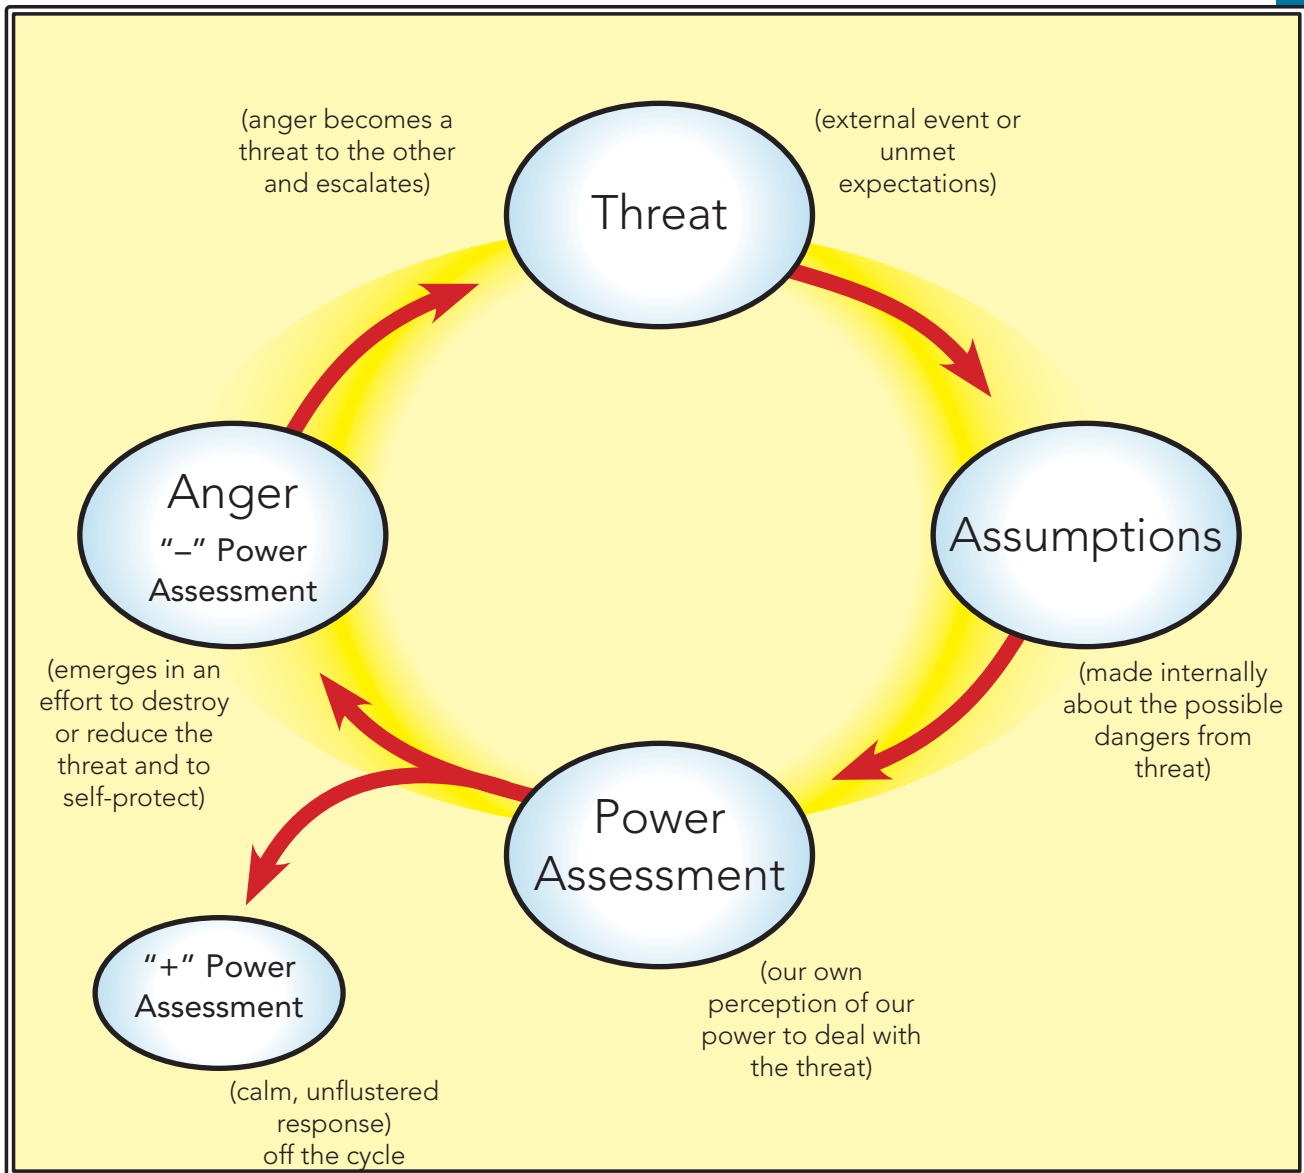 (anger becomes a
threat to the other
and escalates)
Threat
(external event or
unmet
expectations)
Assumptions
(made internally
about the possible
dangers from
threat)
Power
Assessment
(our own
perception of our
power to deal with
the threat)
Anger
“–” Power
Assessment
(emerges in an
effort to destroy
or reduce the
threat and to
self-protect)
“+” Power
Assessment
(calm, unflustered
response)
off the cycle